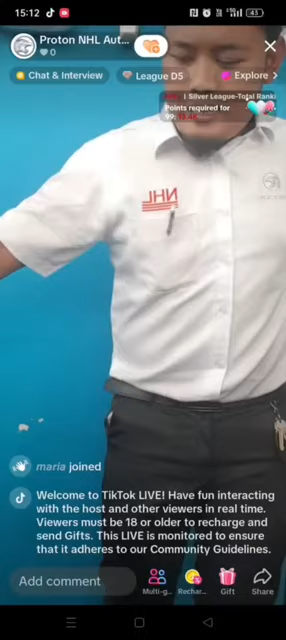 15:12
Proton NHL Aut...
0
Chat & Interview
League D5
Explore
| Silver League-Total Ranki
Points required for
99:
maria joined
Welcome to TikTok LIVE! Have fun interacting
with the host and other viewers in real time.
Viewers must be 18 or older to recharge and
send Gifts. This LIVE is monitored to ensure
that it adheres to our Community Guidelines.
Add comment
Multi-g...
Rechar...
Gift
Share
NHL